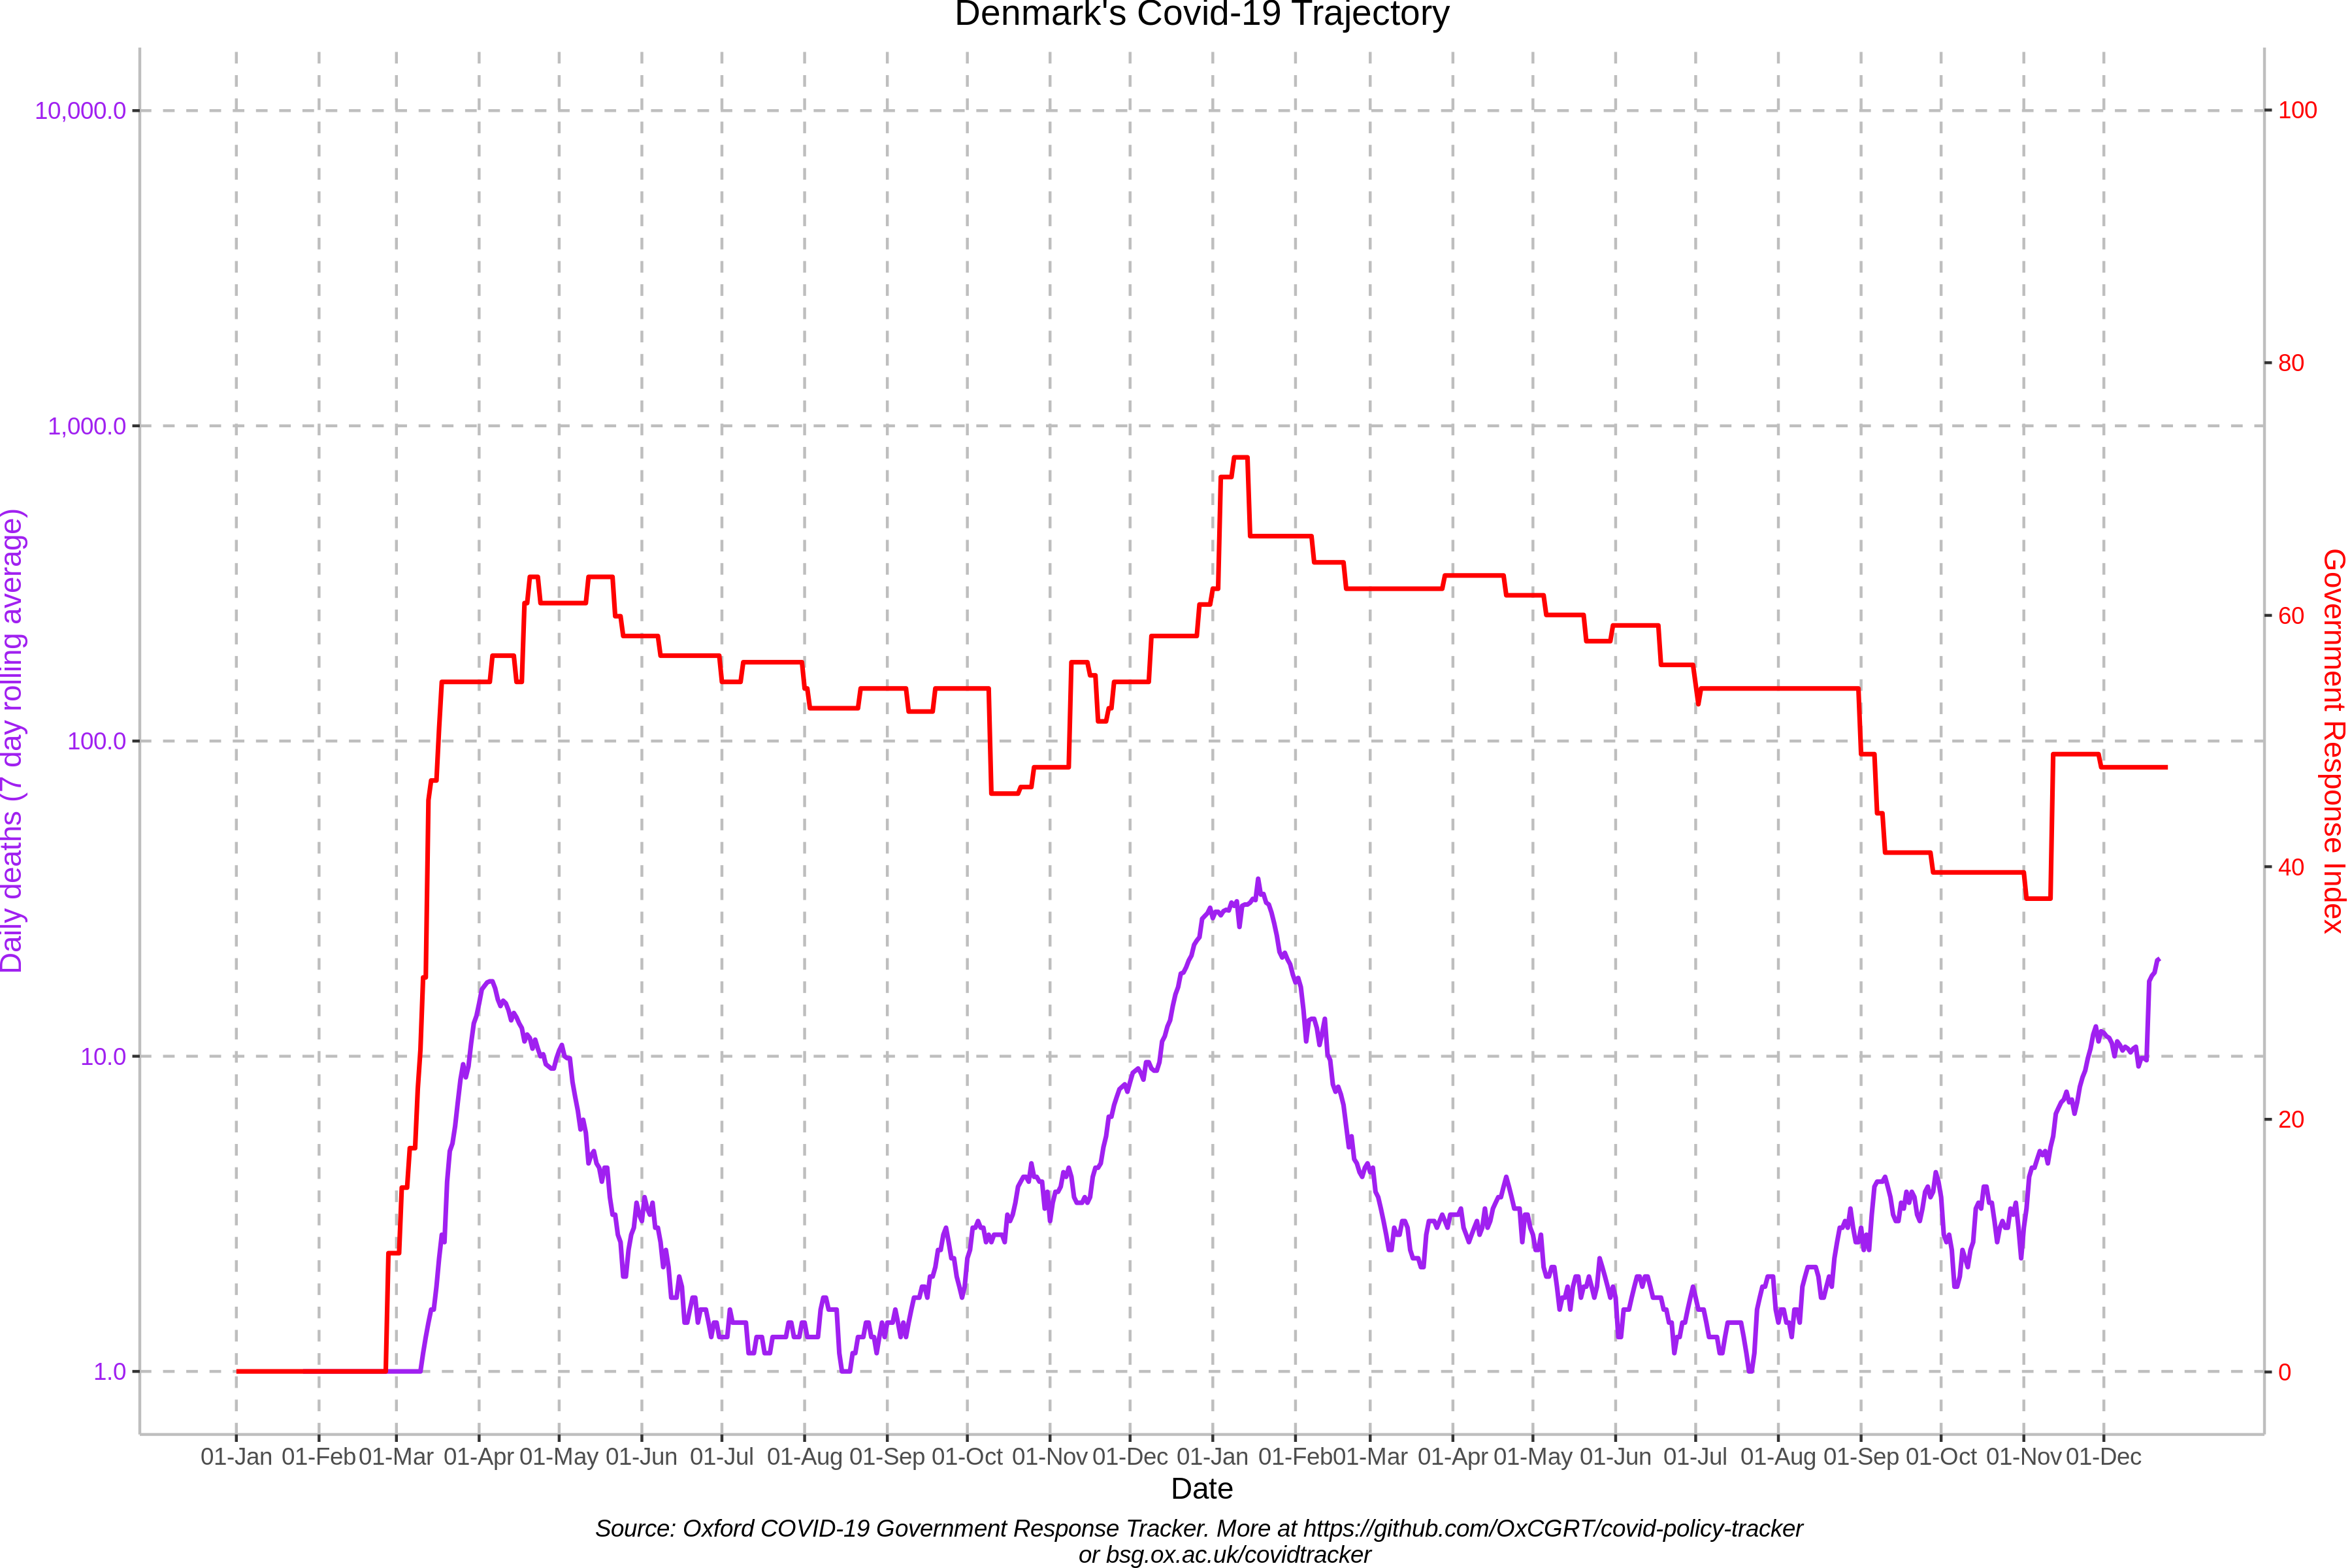 Denmark's Covid-19 Trajectory
10,000.0
1,000.0
100.0
10.0
1.0
Daily deaths (7 day rolling average)
100
80
60
40
20
0
Government Response Index
01-Jan 01-Feb 01-Mar 01-Apr 01-May 01-Jun 01-Jul 01-Aug 01-Sep 01-Oct 01-Nov 01-Dec 01-Jan 01-Feb 01-Mar 01-Apr 01-May 01-Jun 01-Jul 01-Aug 01-Sep 01-Oct 01-Nov 01-Dec
Date
Source: Oxford COVID-19 Government Response Tracker. More at https://github.com/OxCGRT/covid-policy-tracker
or bsg.ox.ac.uk/covidtracker